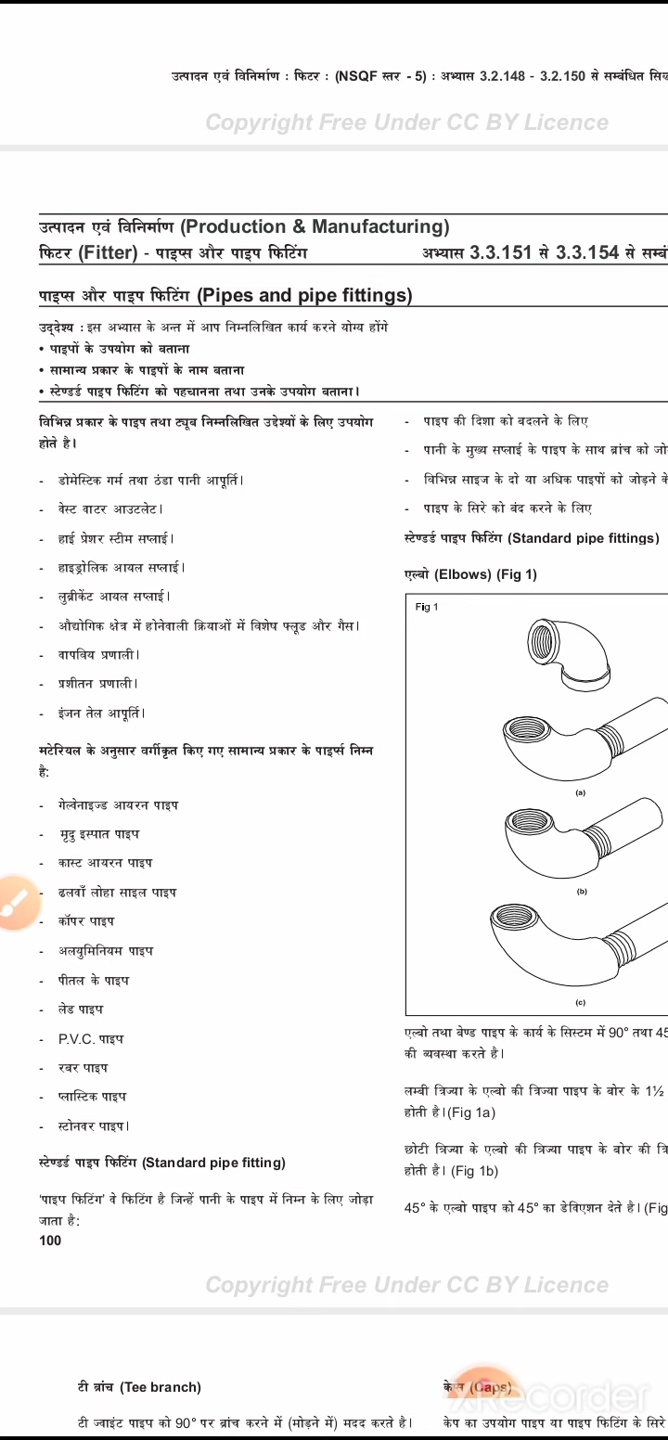 उत्पादन एवं विनिर्माण : फिटर : (NSQF स्तर - 5) : अभ्यास 3.2.148 - 3.2.150 से सम्बंधित
Copyright Free Under CC BY Licence
उत्पादन एवं विनिर्माण (Production & Manufacturing)
फिटर (Fitter) - पाइप्स और पाइप फिटिंग
अभ्यास 3.3.151 से 3.3.154 से
पाइप्स और पाइप फिटिंग (Pipes and pipe fittings)
उद्देश्य : इस अभ्यास के अन्त में आप निम्नलिखित कार्य करने योग्य होंगे
• पाइपों के उपयोग को बताना
• सामान्य प्रकार के पाइपों के नाम बताना
• स्टेण्डर्ड पाइप फिटिंग को पहचानना तथा उनके उपयोग बताना।
विभिन्न प्रकार के पाइप तथा ट्यूब निम्नलिखित उद्देश्यों के लिए उपयोग
होते है।
- डोमेस्टिक गर्म तथा ठंडा पानी आपूर्ति।
- वेस्ट वाटर आउटलेट।
- हाई प्रेशर स्टीम सप्लाई।
- हाइड्रोलिक आयल सप्लाई।
- लुब्रीकेंट आयल सप्लाई।
- औद्योगिक क्षेत्र में होनेवाली क्रियाओं में विशेष फ्लूड और गैस।
- वापविय प्रणाली।
- प्रशीतन प्रणाली।
- इंजन तेल आपूर्ति।
मटेरियल के अनुसार वर्गीकृत किए गए सामान्य प्रकार के पाइर्प्स निम्न
है:
- गेल्वेनाइज्ड आयरन पाइप
- मृदु इस्पात पाइप
- कास्ट आयरन पाइप
- ढलवाँ लोहा साइल पाइप
- कॉपर पाइप
- अलयुमिनियम पाइप
- पीतल के पाइप
- लेड पाइप
- P.V.C. पाइप
- रबर पाइप
- प्लास्टिक पाइप
- स्टोनवर पाइप।
स्टेण्डर्ड पाइप फिटिंग (Standard pipe fitting)
'पाइप फिटिंग' वे फिटिंग है जिन्हें पानी के पाइप में निम्न के लिए जोड़ा
जाता है:
100
- पाइप की दिशा को बदलने के लिए
- पानी के मुख्य सप्लाई के पाइप के साथ ब्रांच को
- विभिन्न साइज के दो या अधिक पाइपों को जोड़ने
- पाइप के सिरे को बंद करने के लिए
स्टेण्डर्ड पाइप फिटिंग (Standard pipe fittings)
एल्बो (Elbows) (Fig 1)
Fig 1
(a)
(b)
(c)
एल्बो तथा बेण्ड पाइप के कार्य के सिस्टम में 90° तथा
की व्यवस्था करते है।
लम्बी त्रिज्या के एल्बो की त्रिज्या पाइप के बोर के 1½
होती है। (Fig 1a)
छोटी त्रिज्या के एल्बो की त्रिज्या पाइप के बोर की
होती है। (Fig 1b)
45° के एल्बो पाइप को 45° का डेविएशन देते है। (Fig
Copyright Free Under CC BY Licence
टी ब्रांच (Tee branch)
टी ज्वाइंट पाइप को 90° पर ब्रांच करने में (मोड़ने में) मदद करते है।
(Caps)
केप का उपयोग पाइप या पाइप फिटिंग के सिरे
XRecorder